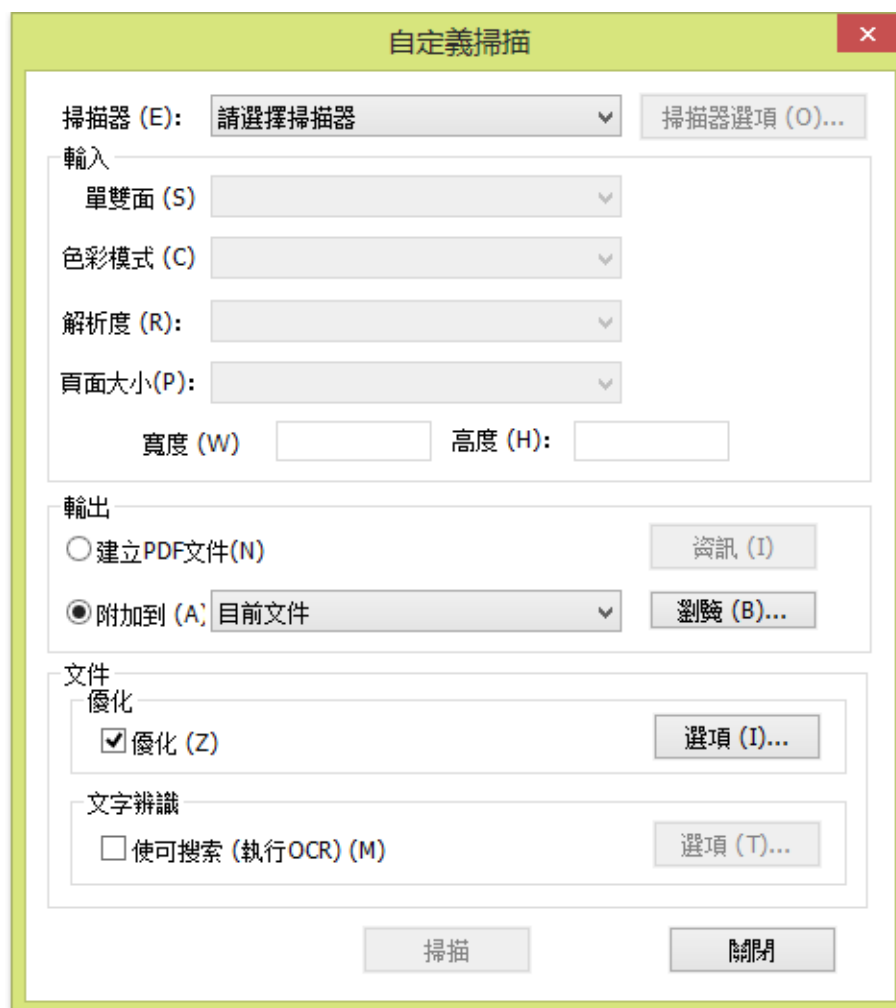 自定義掃描
掃描器 (E): 請選擇掃描器 掃描器選項 (O)...
輸入
單雙面 (S)
色彩模式 (C)
解析度 (R):
頁面大小(P):
寬度 (W) 高度 (H):
輸出
建立PDF文件(N) 資訊 (I)
附加到 (A) 目前文件 瀏覽 (B)...
文件
優化
優化 (Z) 選項 (I)...
文字辨識
使可搜索 (執行OCR) (M) 選項 (T)...
掃描 關閉